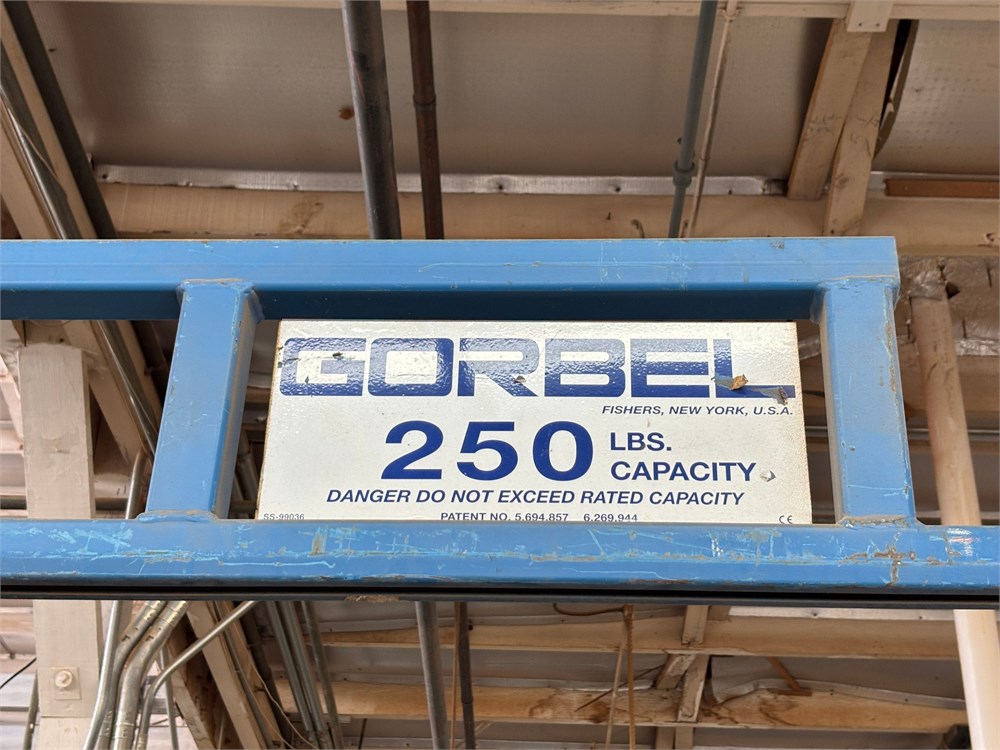 GORBEL
FISHERS, NEW YORK, U.S.A.
250 LBS.
CAPACITY
DANGER DO NOT EXCEED RATED CAPACITY
SS-99036 PATENT NO. 5,694,857 6,269,944 CE